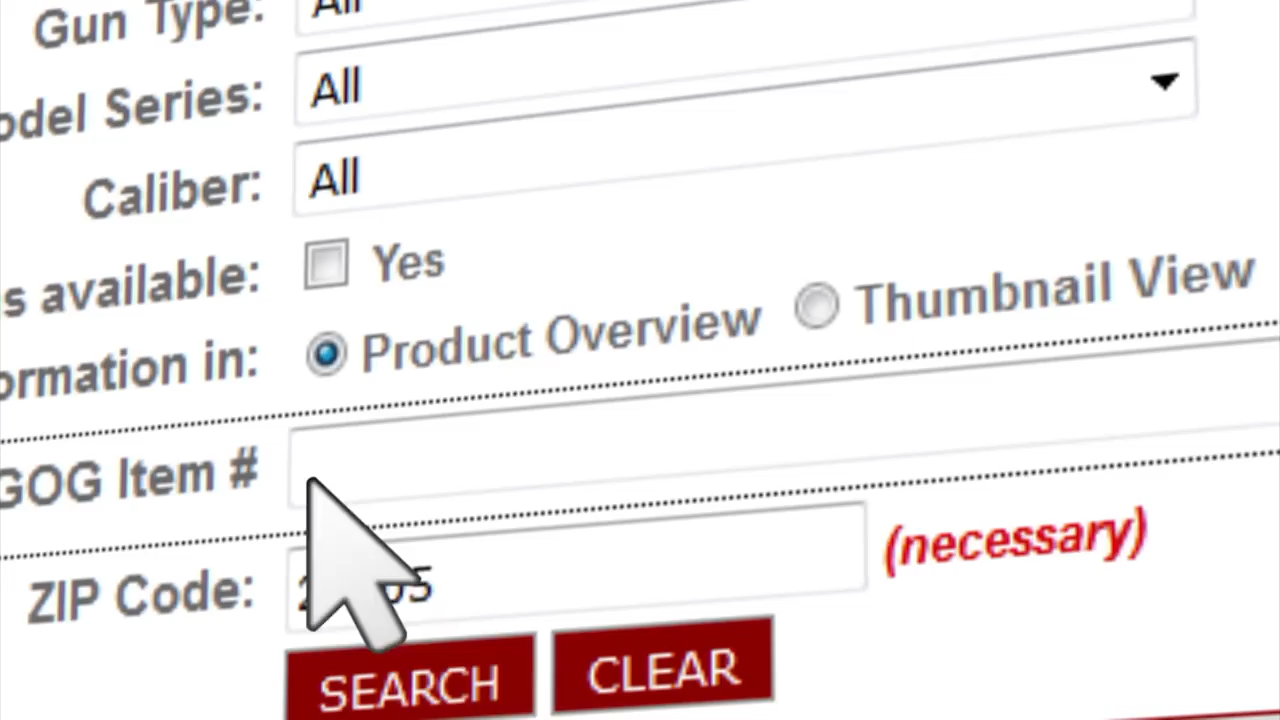 Gun Type: All
odel Series: All
Caliber: All
s available: Yes
ormation in: Product Overview Thumbnail View
GOG Item #
ZIP Code: (necessary)
SEARCH CLEAR